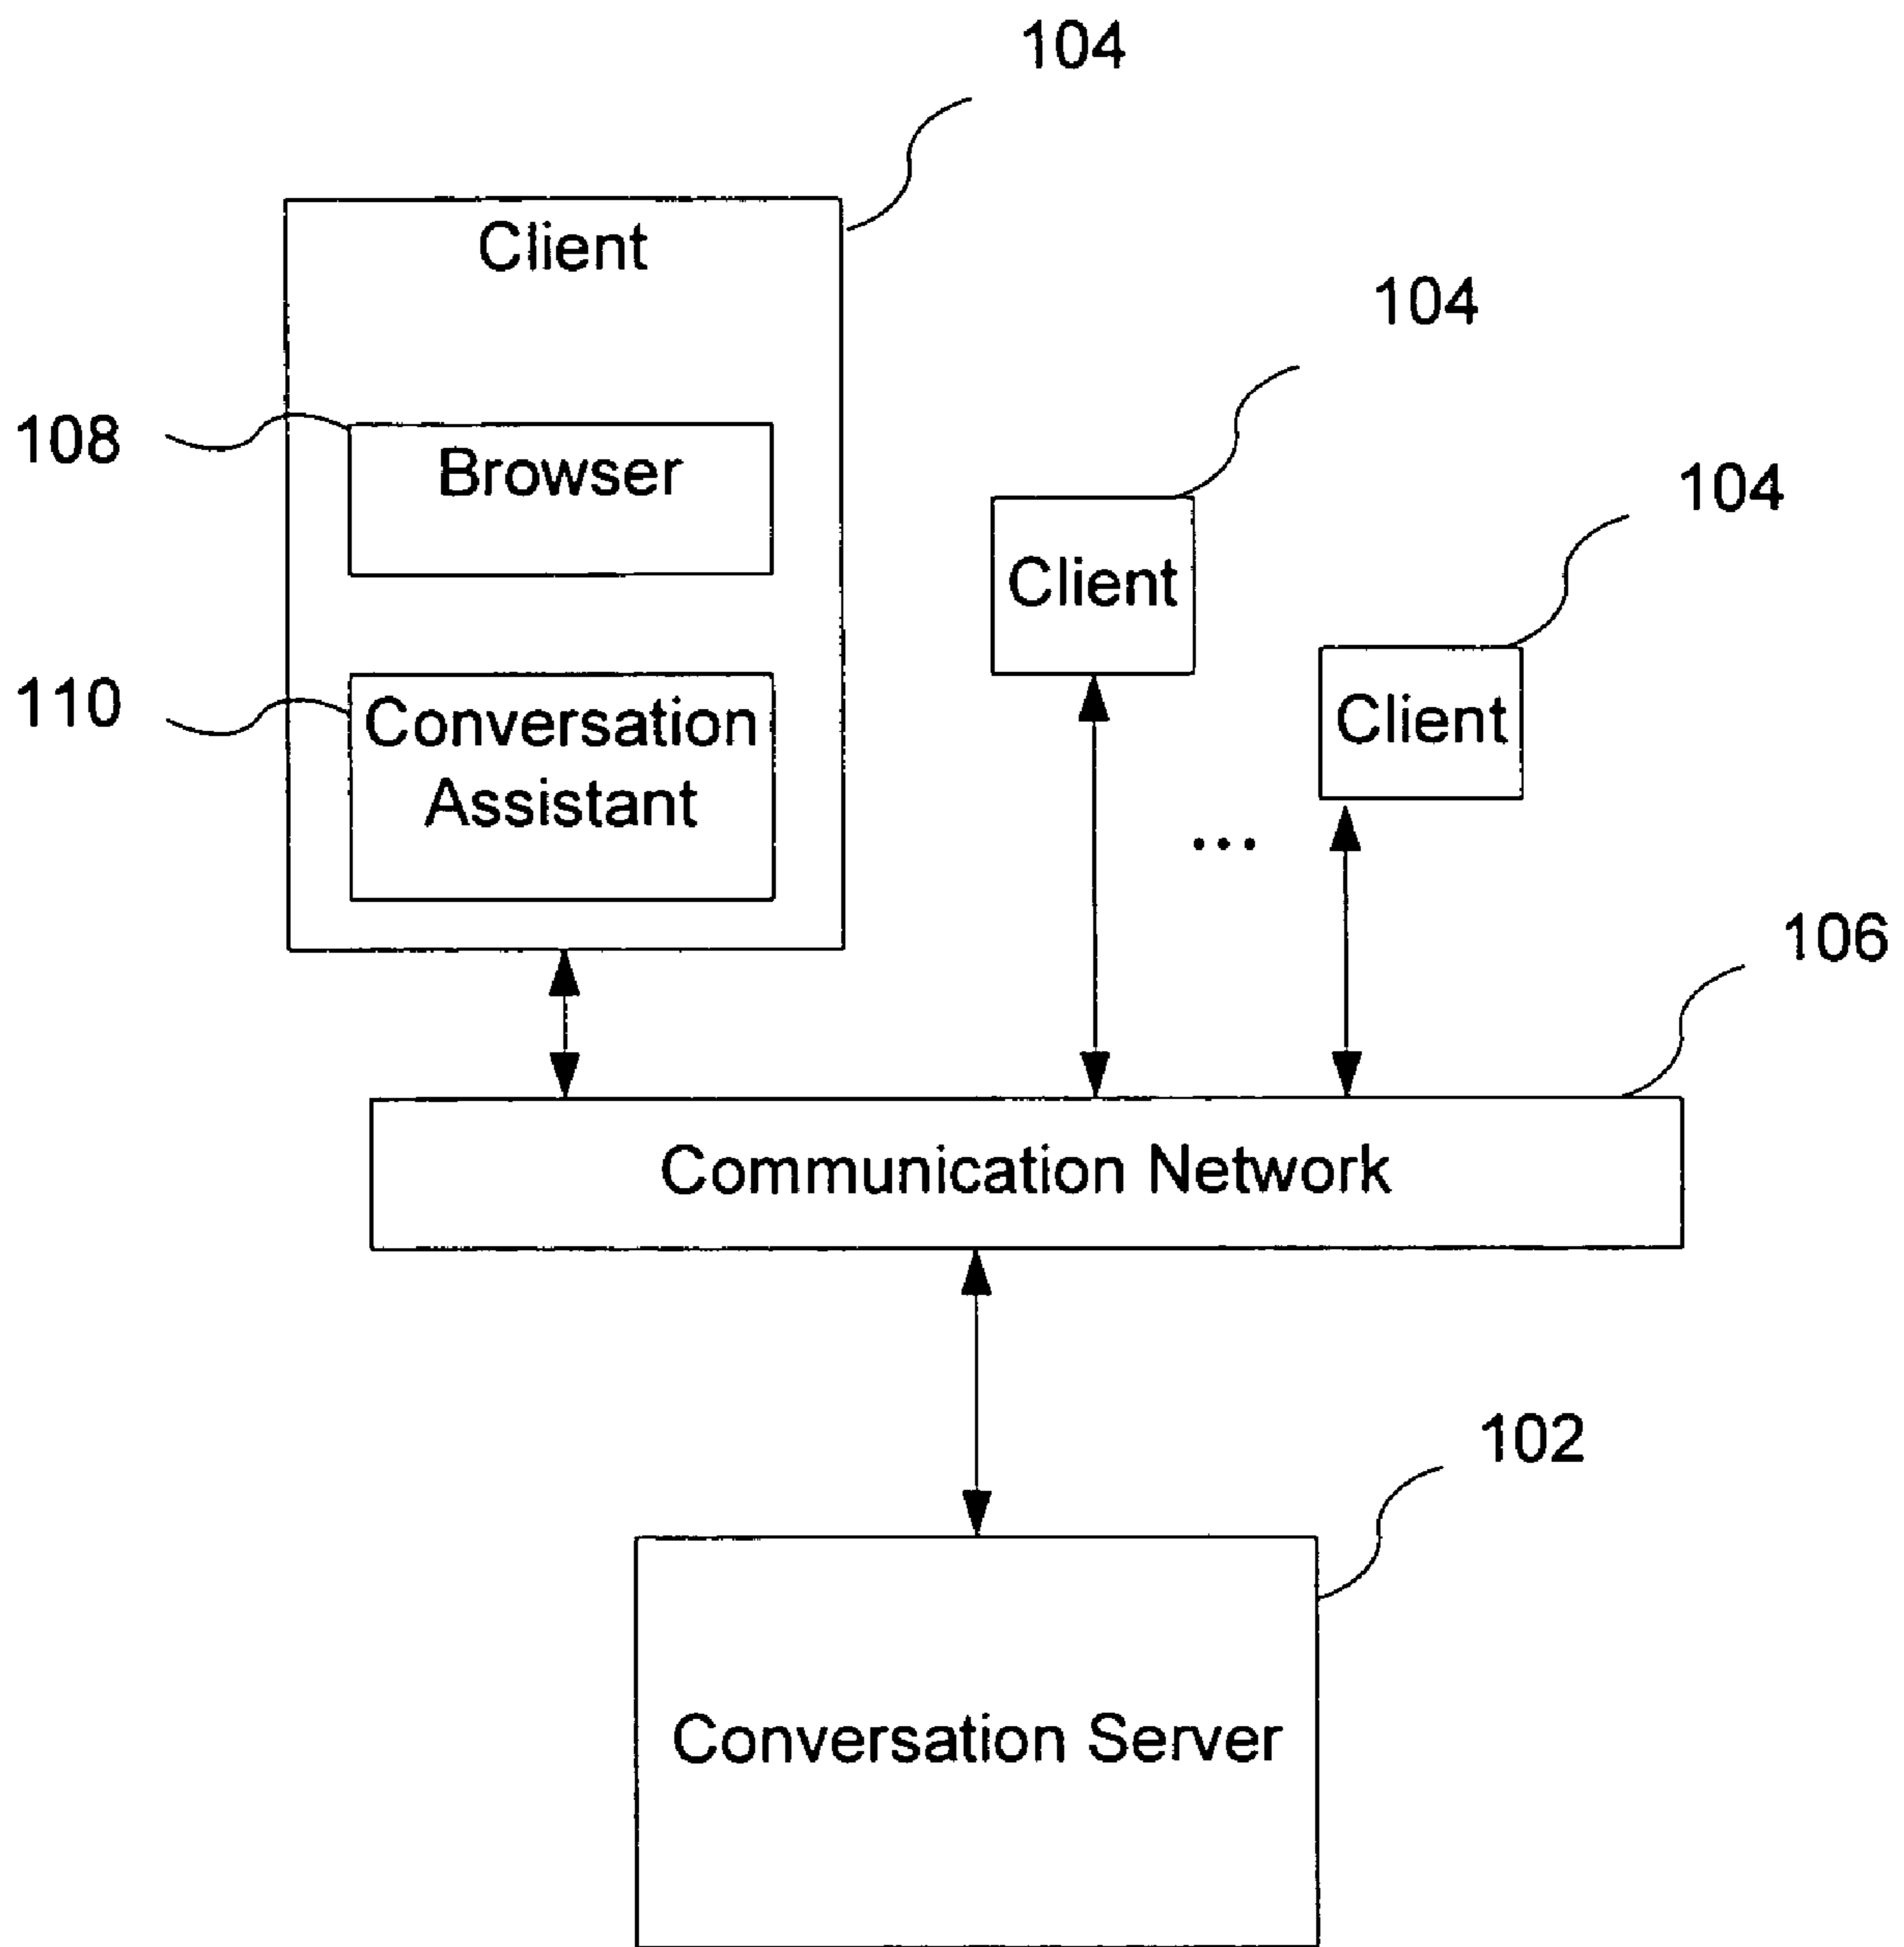 104
Client
104
108
Browser
104
Client
110
Conversation
Assistant
Client
...
106
Communication Network
102
Conversation Server